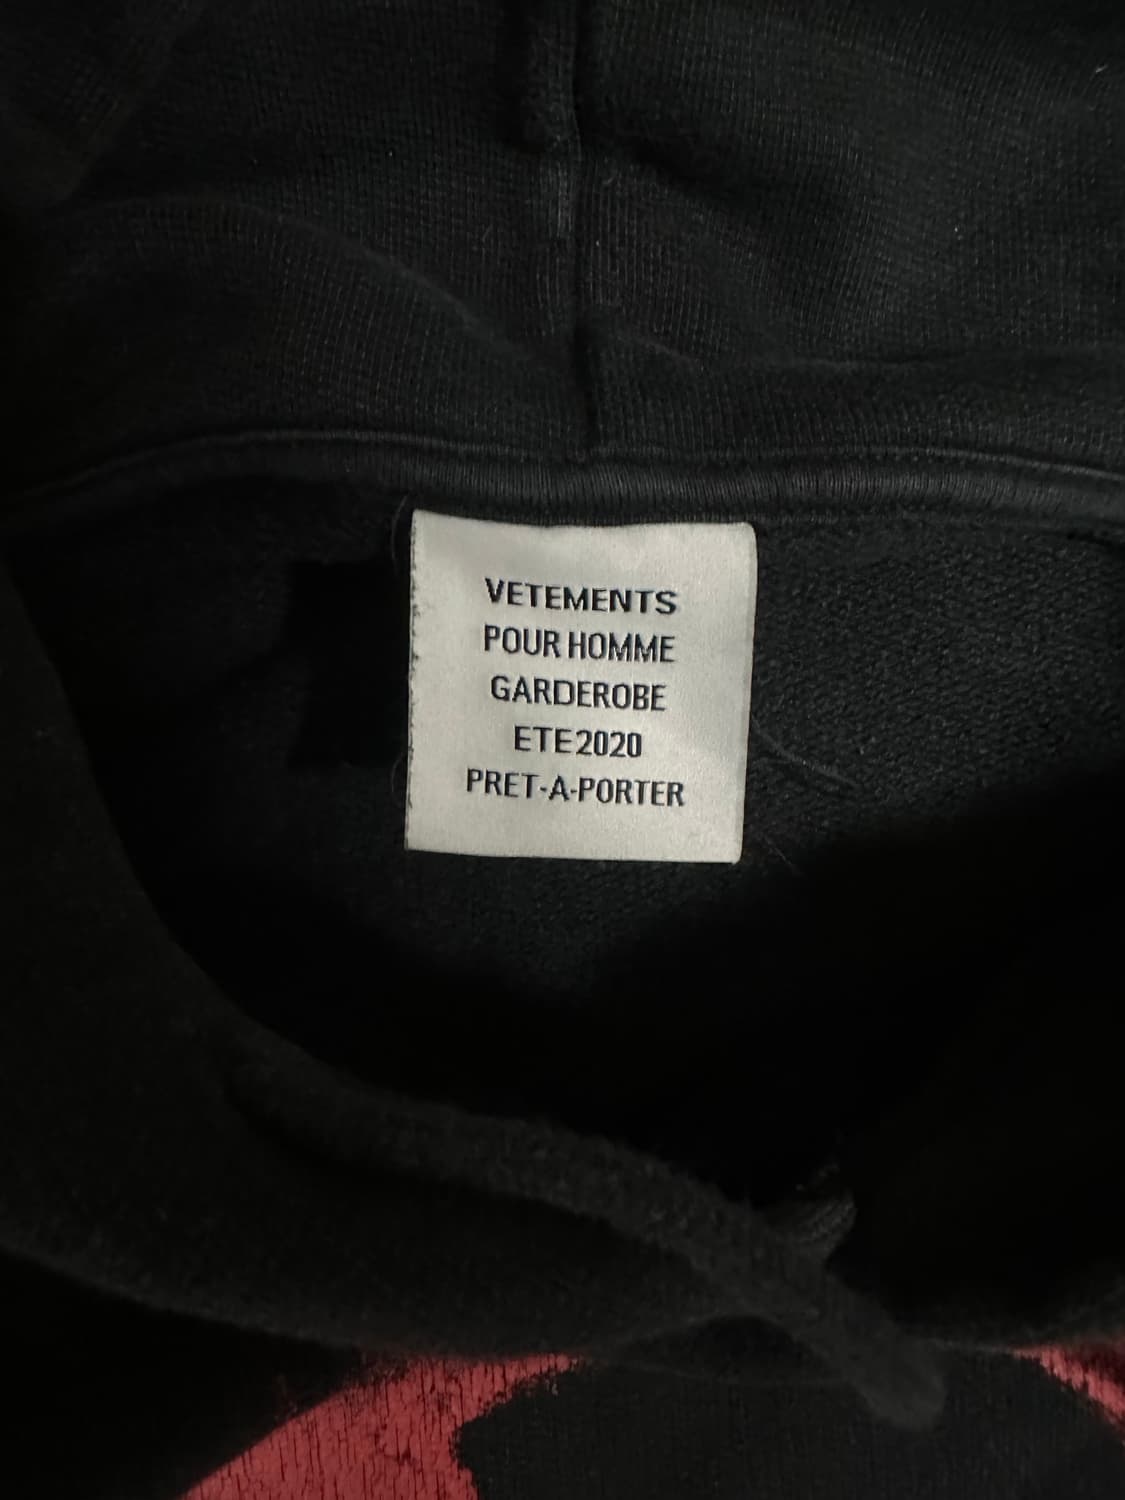 VETEMENTS
POUR HOMME
GARDEROBE
ETE2020
PRET-A-PORTER